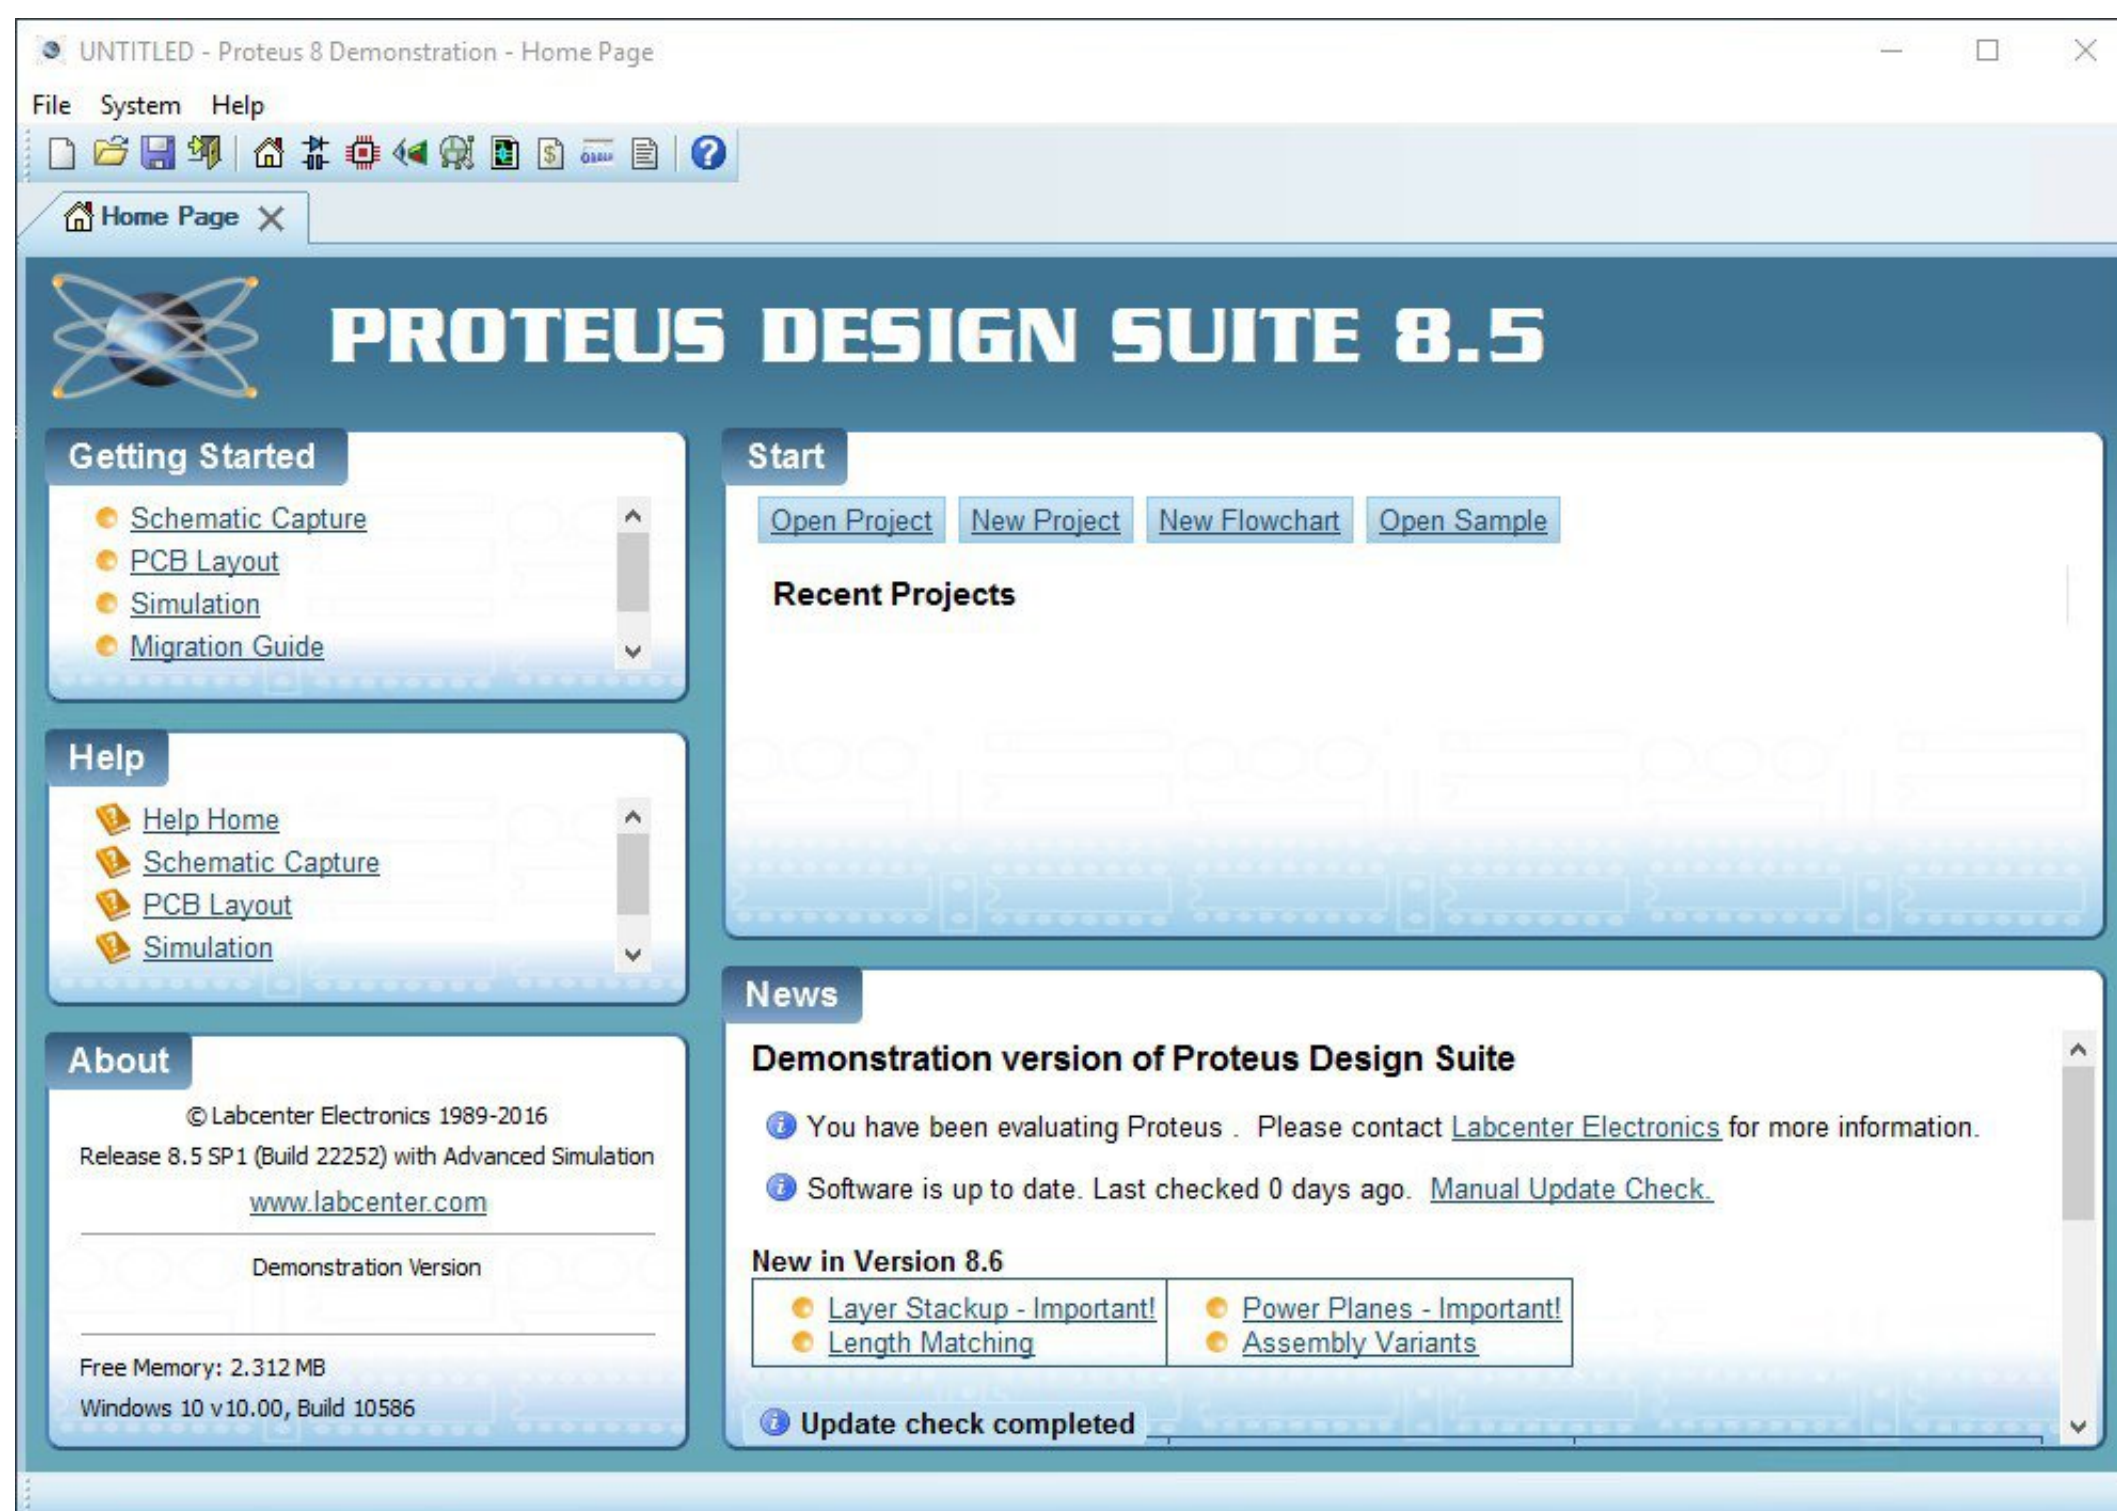 UNTITLED - Proteus 8 Demonstration - Home Page
File System Help
Home Page
PROTEUS DESIGN SUITE 8.5
Getting Started
Schematic Capture
PCB Layout
Simulation
Migration Guide
Help
Help Home
Schematic Capture
PCB Layout
Simulation
About
© Labcenter Electronics 1989-2016
Release 8.5 SP1 (Build 22252) with Advanced Simulation
www.labcenter.com
Demonstration Version
Free Memory: 2.312 MB
Windows 10 v10.00, Build 10586
Start
Open Project New Project New Flowchart Open Sample
Recent Projects
News
Demonstration version of Proteus Design Suite
You have been evaluating Proteus . Please contact Labcenter Electronics for more information.
Software is up to date. Last checked 0 days ago. Manual Update Check.
New in Version 8.6
Layer Stackup - Important! Power Planes - Important!
Length Matching Assembly Variants
Update check completed